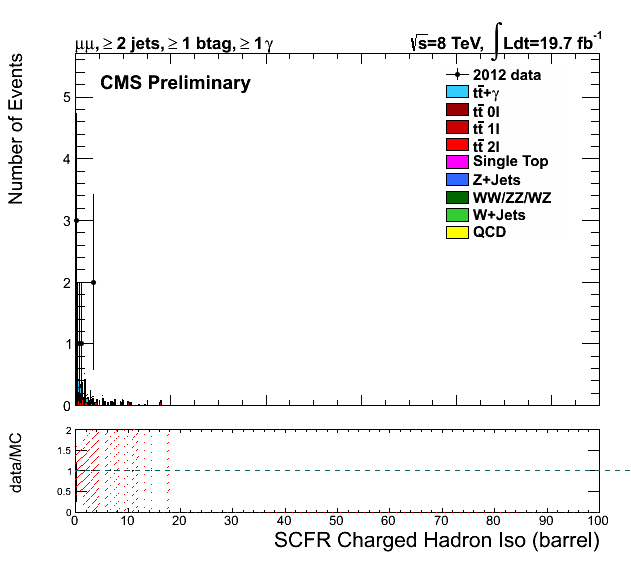 μμ, ≥ 2 jets, ≥ 1 btag, ≥ 1 γ
√s=8 TeV, ∫Ldt=19.7 fb⁻¹
Number of Events
CMS Preliminary
2012 data
tt̄+γ
tt̄ 0l
tt̄ 1l
tt̄ 2l
Single Top
Z+Jets
WW/ZZ/WZ
W+Jets
QCD
5
4
3
2
1
0
data/MC
2
1.5
1
0.5
0
0 10 20 30 40 50 60 70 80 90 100
SCFR Charged Hadron Iso (barrel)